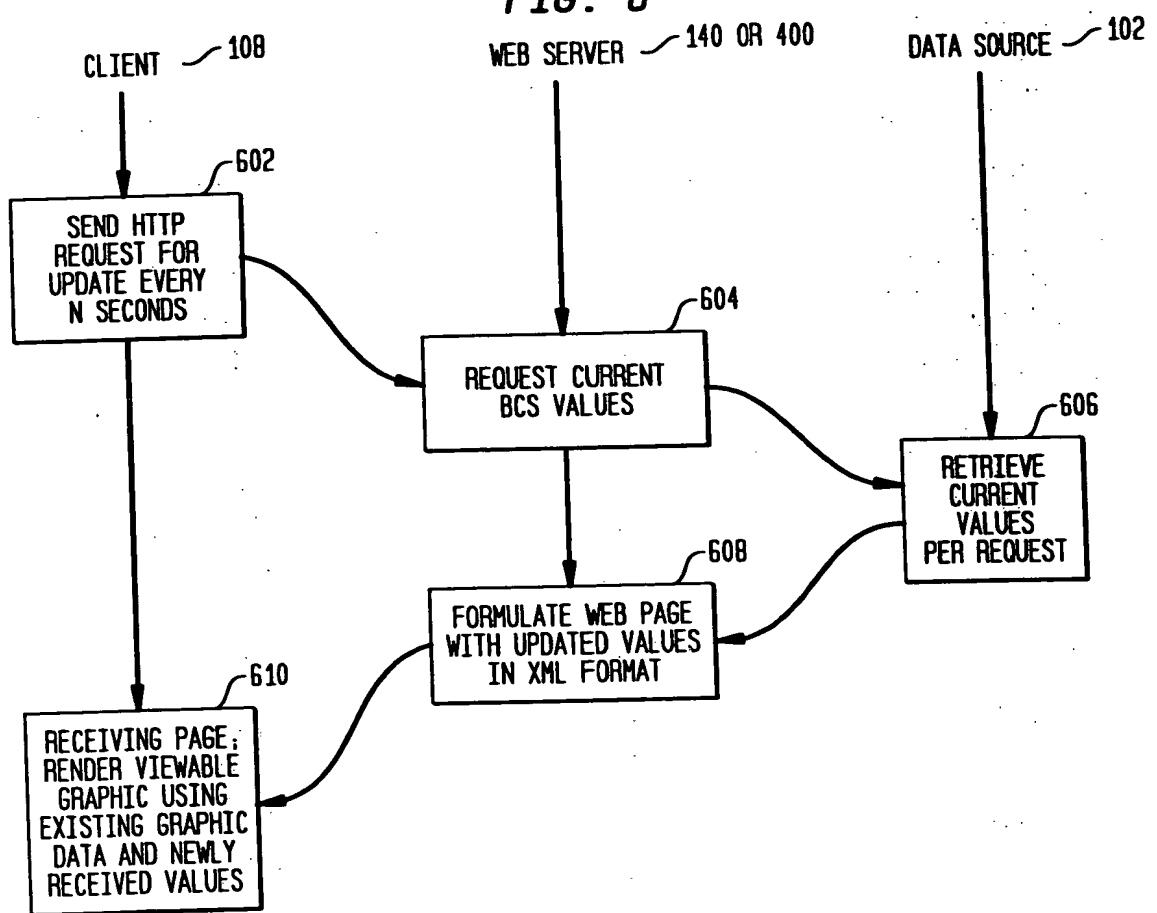 FIG. 6
CLIENT 108
WEB SERVER 140 OR 400
DATA SOURCE 102
602
SEND HTTP
REQUEST FOR
UPDATE EVERY
N SECONDS
604
REQUEST CURRENT
BCS VALUES
606
RETRIEVE
CURRENT
VALUES
PER REQUEST
608
FORMULATE WEB PAGE
WITH UPDATED VALUES
IN XML FORMAT
610
RECEIVING PAGE;
RENDER VIEWABLE
GRAPHIC USING
EXISTING GRAPHIC
DATA AND NEWLY
RECEIVED VALUES